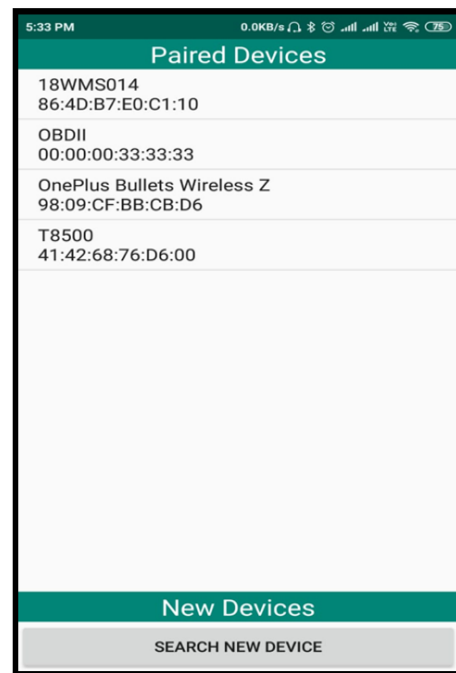 5:33 PM
0.0KB/s
VoLTE
75
Paired Devices
18WMS014
86:4D:B7:E0:C1:10
OBDII
00:00:00:33:33:33
OnePlus Bullets Wireless Z
98:09:CF:BB:CB:D6
T8500
41:42:68:76:D6:00
New Devices
SEARCH NEW DEVICE